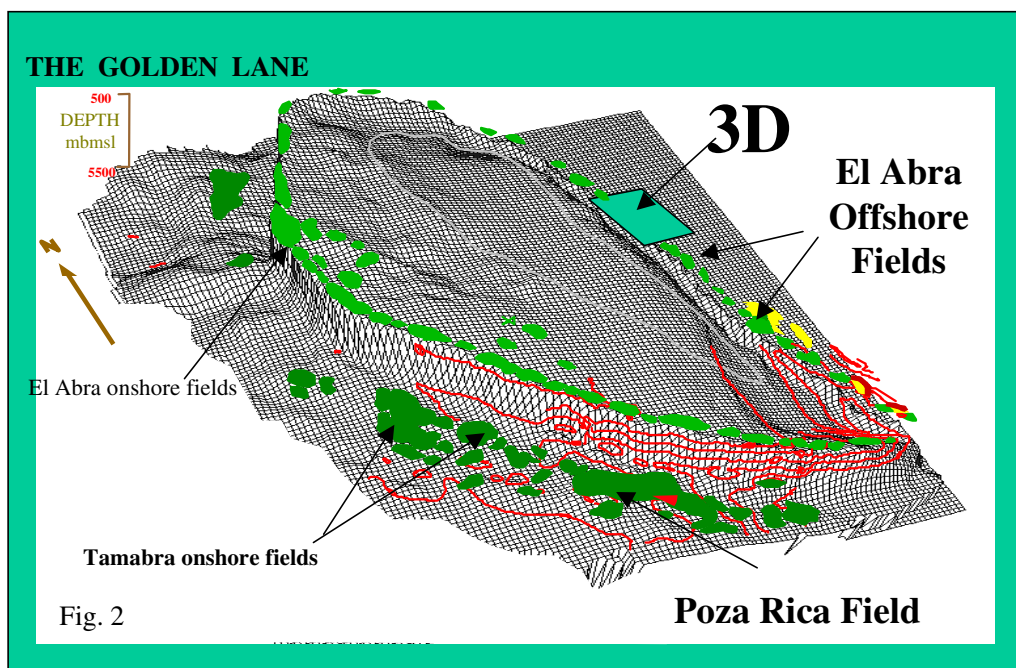 THE GOLDEN LANE
500
DEPTH
mbmsl
5500
3D
El Abra
Offshore
Fields
N
El Abra onshore fields
Tamabra onshore fields
Poza Rica Field
Fig. 2